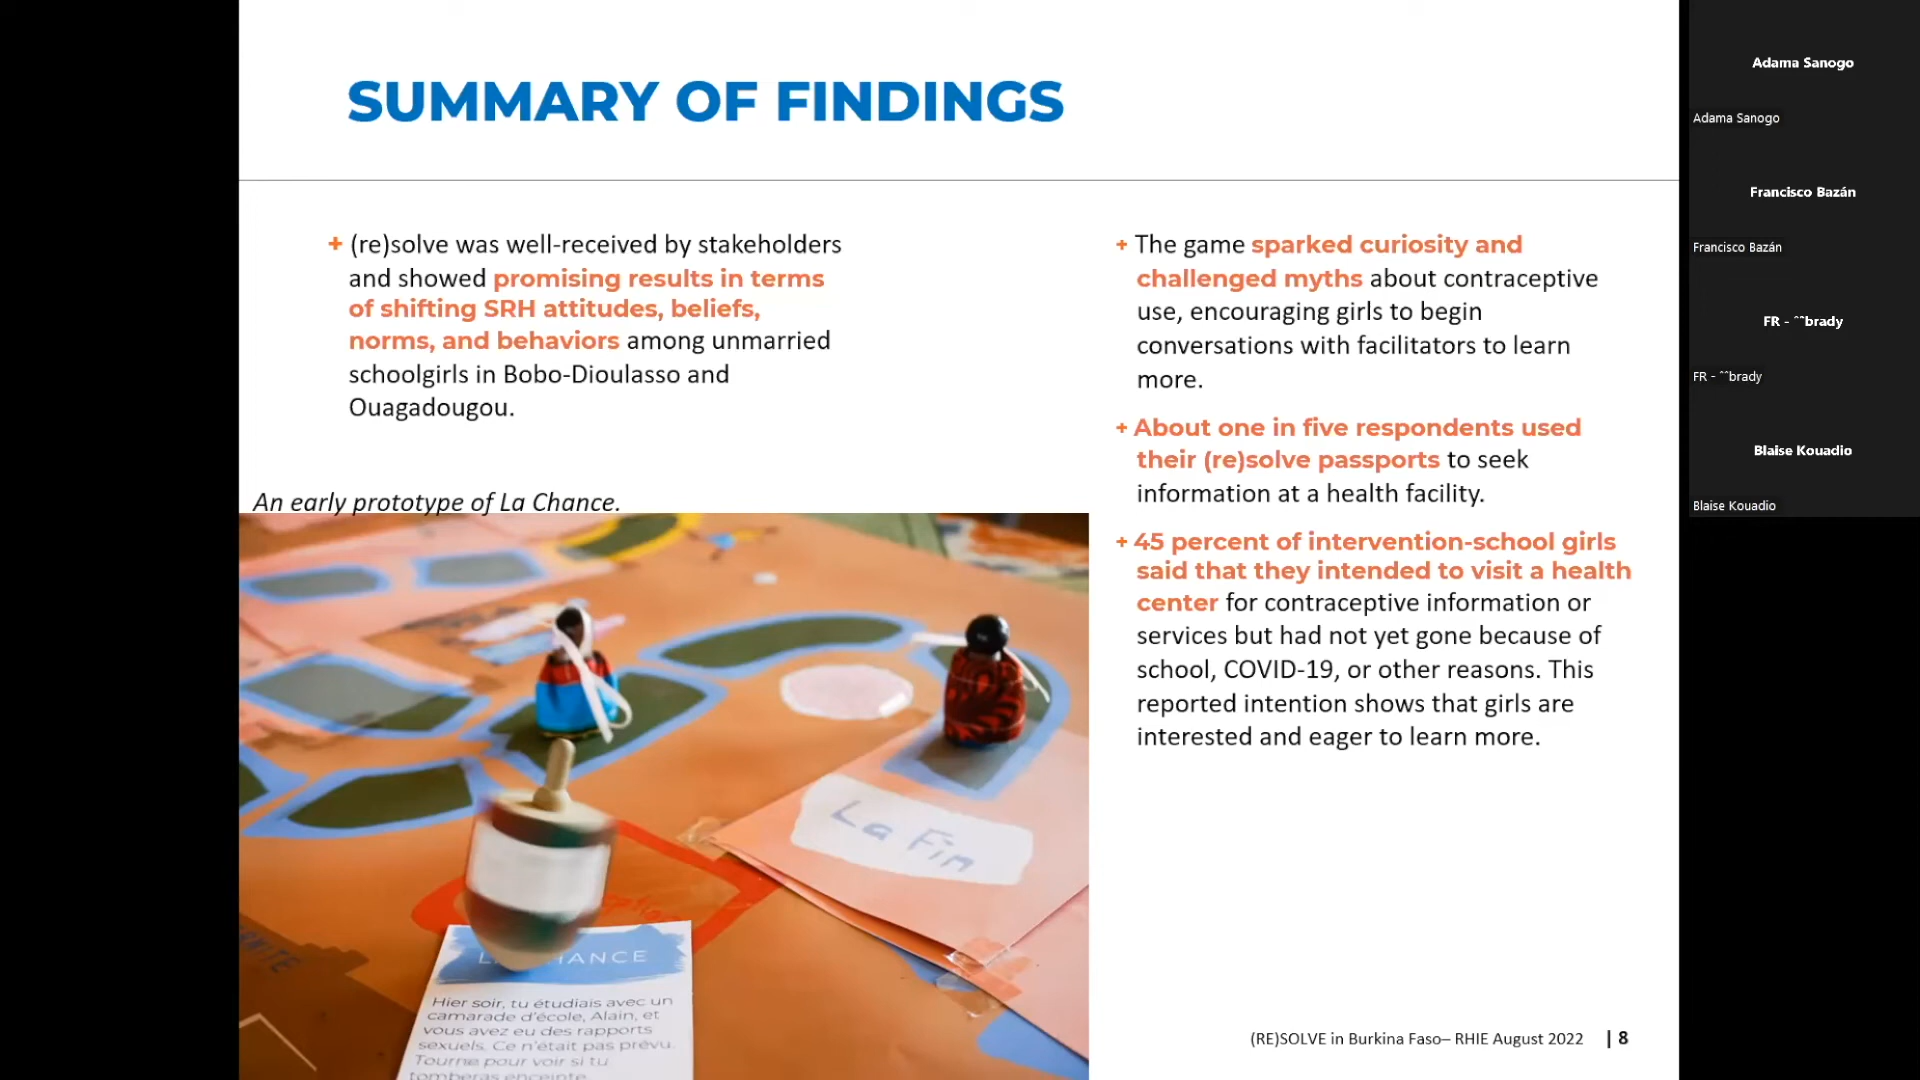 SUMMARY OF FINDINGS
+ (re)solve was well-received by stakeholders
and showed promising results in terms
of shifting SRH attitudes, beliefs,
norms, and behaviors among unmarried
schoolgirls in Bobo-Dioulasso and
Ouagadougou.
An early prototype of La Chance.
La Fin
HANCE
Hier soir, tu étudiais avec un
camarade d'école, Alain, et
vous avez eu des rapports
sexuels. Ce n'était pas prévu.
Tourne pour voir si tu
tomberas enceinte
+ The game sparked curiosity and
challenged myths about contraceptive
use, encouraging girls to begin
conversations with facilitators to learn
more.
+ About one in five respondents used
their (re)solve passports to seek
information at a health facility.
+ 45 percent of intervention-school girls
said that they intended to visit a health
center for contraceptive information or
services but had not yet gone because of
school, COVID-19, or other reasons. This
reported intention shows that girls are
interested and eager to learn more.
(RE)SOLVE in Burkina Faso– RHIE August 2022 | 8
Adama Sanogo
Adama Sanogo
Francisco Bazán
Francisco Bazán
FR - ˆˆbrady
FR - ˆˆbrady
Blaise Kouadio
Blaise Kouadio